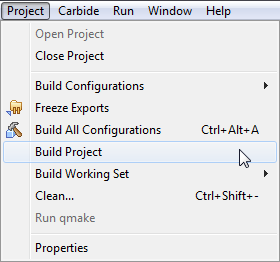 Project Carbide Run Window Help
Open Project
Close Project
Build Configurations
Freeze Exports
Build All Configurations Ctrl+Alt+A
Build Project
Build Working Set
Clean... Ctrl+Shift+-
Run qmake
Properties